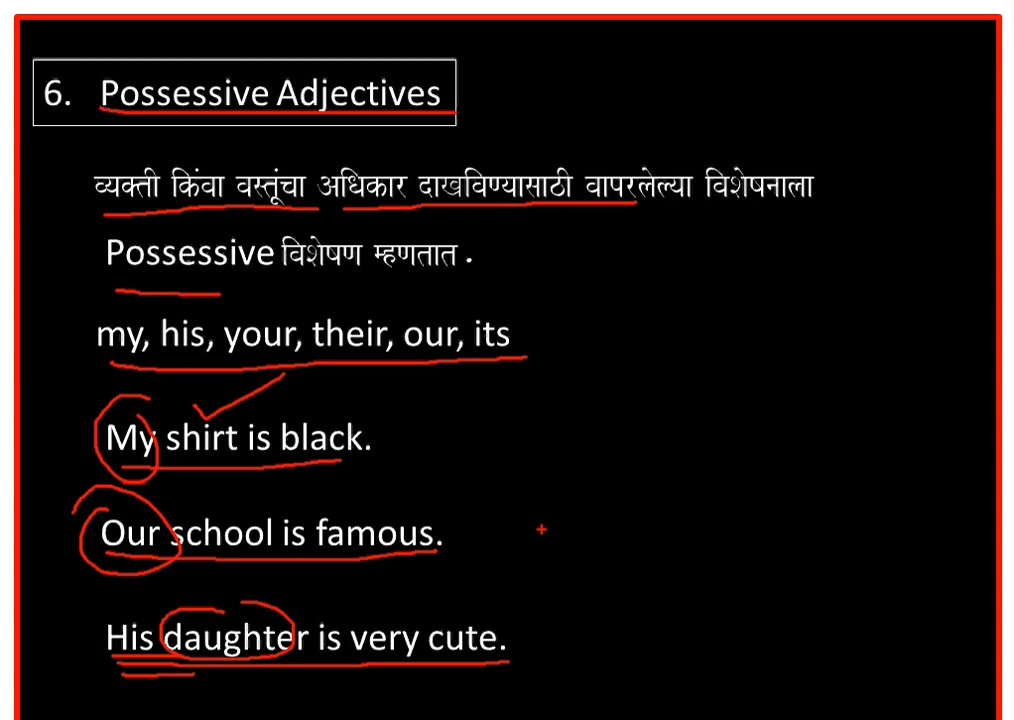 6. Possessive Adjectives
व्यक्ती किंवा वस्तूंचा अधिकार दाखविण्यासाठी वापरलेल्या विशेषनाला
Possessive विशेषण म्हणतात .
my, his, your, their, our, its
My shirt is black.
Our school is famous.
His daughter is very cute.